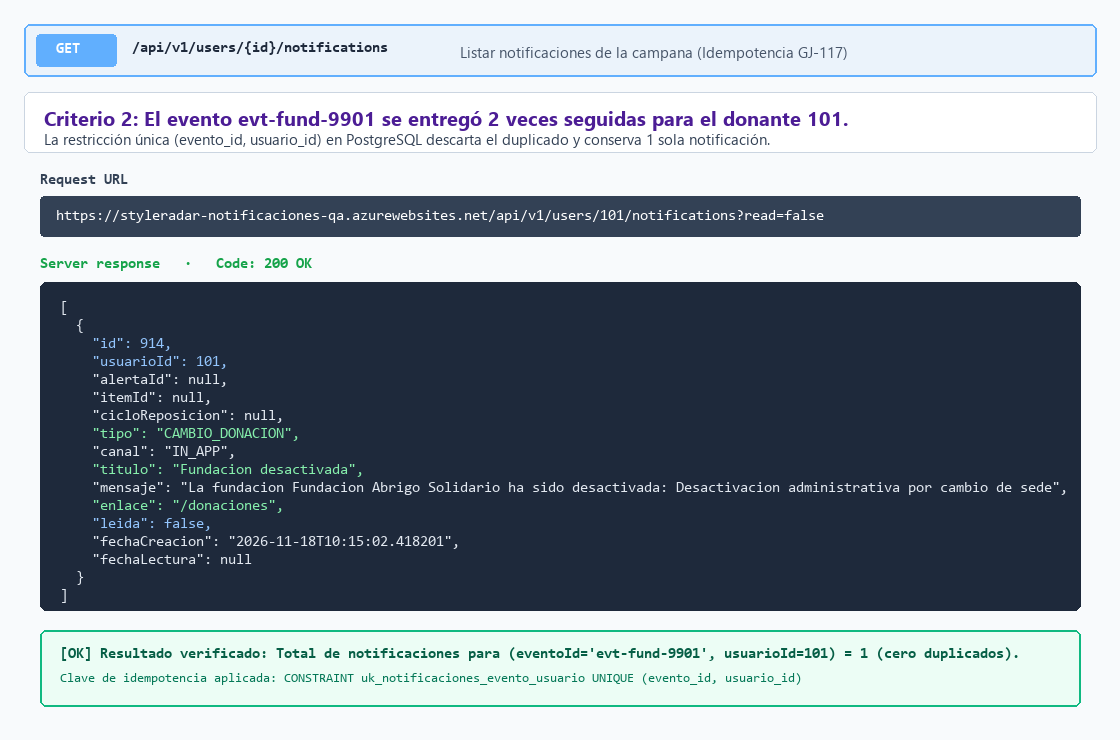 GET /api/v1/users/{id}/notifications Listar notificaciones de la campana (Idempotencia GJ-117)
Criterio 2: El evento evt-fund-9901 se entregó 2 veces seguidas para el donante 101.
La restricción única (evento_id, usuario_id) en PostgreSQL descarta el duplicado y conserva 1 sola notificación.
Request URL
https://styleradar-notificaciones-qa.azurewebsites.net/api/v1/users/101/notifications?read=false
Server response · Code: 200 OK
[
  {
    "id": 914,
    "usuarioId": 101,
    "alertaId": null,
    "itemId": null,
    "cicloReposicion": null,
    "tipo": "CAMBIO_DONACION",
    "canal": "IN_APP",
    "titulo": "Fundacion desactivada",
    "mensaje": "La fundacion Fundacion Abrigo Solidario ha sido desactivada: Desactivacion administrativa por cambio de sede",
    "enlace": "/donaciones",
    "leida": false,
    "fechaCreacion": "2026-11-18T10:15:02.418201",
    "fechaLectura": null
  }
]
[OK] Resultado verificado: Total de notificaciones para (eventoId='evt-fund-9901', usuarioId=101) = 1 (cero duplicados).
Clave de idempotencia aplicada: CONSTRAINT uk_notificaciones_evento_usuario UNIQUE (evento_id, usuario_id)